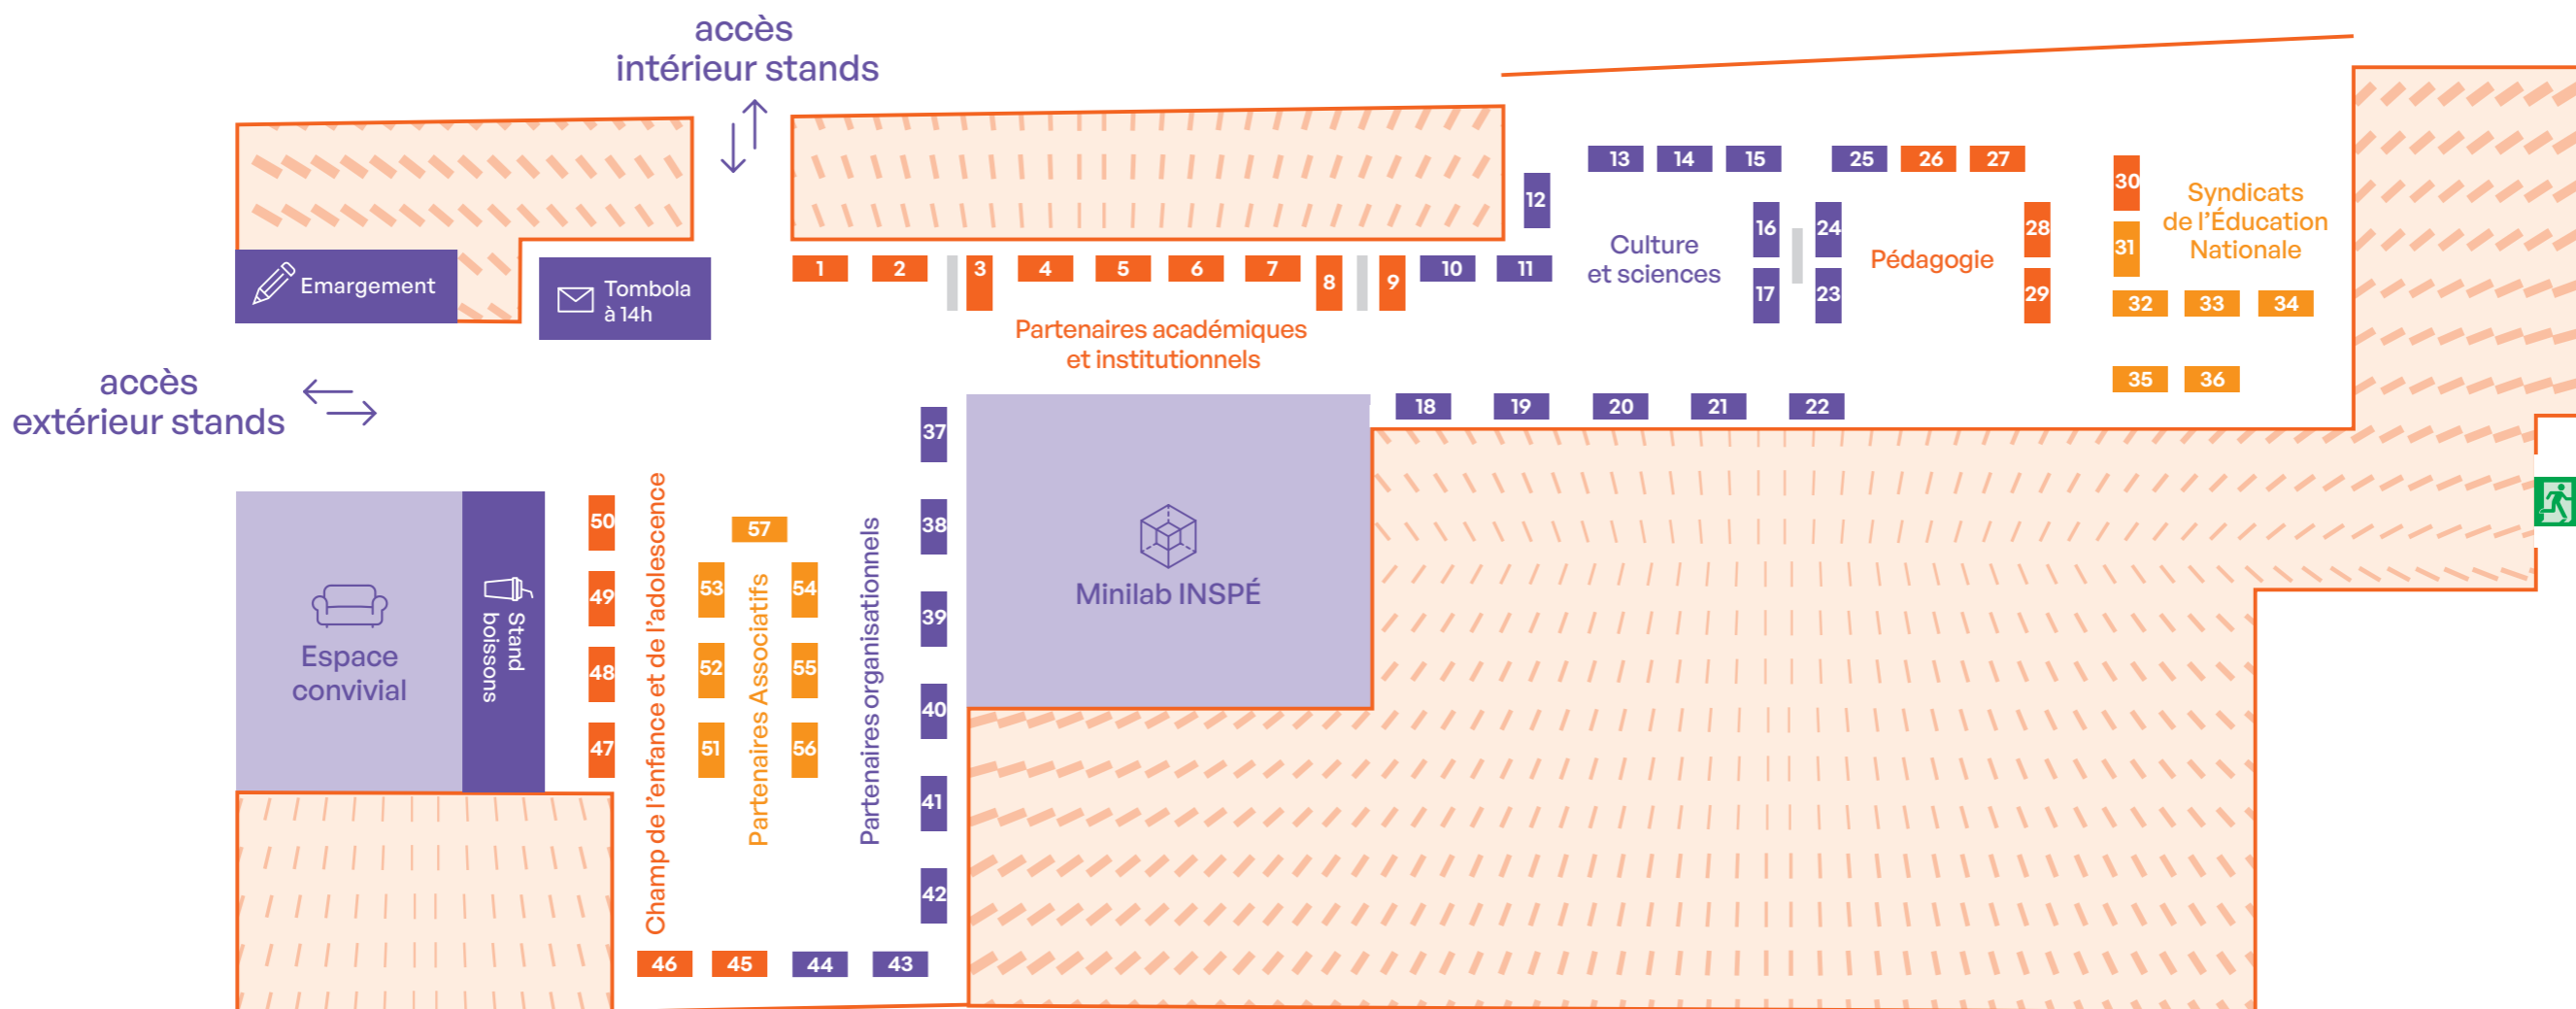 accès
intérieur stands
accès
extérieur stands
Emargement
Tombola
à 14h
1
2
3
4
5
6
7
8
9
10
11
12
Partenaires académiques
et institutionnels
13
14
15
16
17
Culture
et sciences
18
19
20
21
22
23
24
25
26
27
28
29
Pédagogie
30
31
32
33
34
35
36
Syndicats
de l'Éducation
Nationale
Minilab INSPÉ
37
38
39
40
41
42
43
44
Partenaires organisationnels
45
46
47
48
49
50
Champ de l'enfance et de l'adolescence
51
52
53
54
55
56
57
Partenaires Associatifs
Espace
convivial
Stand
boissons